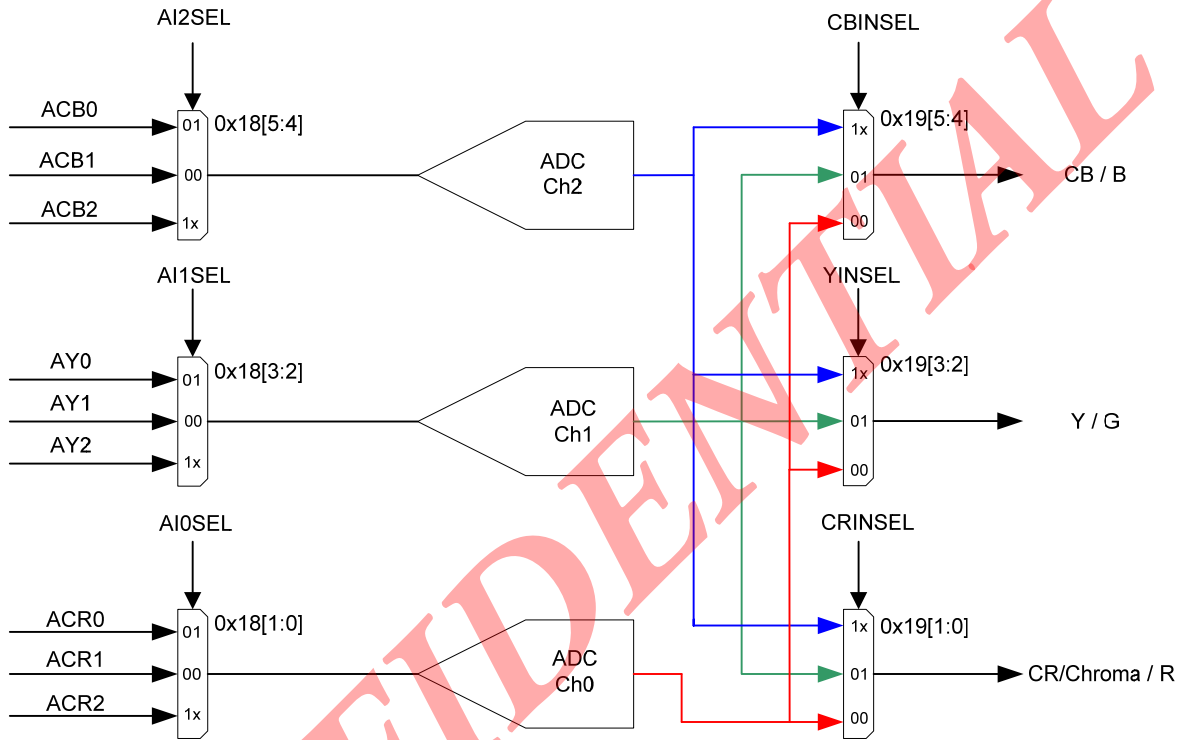 AI2SEL
CBINSEL
ACB0
ACB1
ACB2
01
00
1x
0x18[5:4]
ADC
Ch2
1x
01
00
0x19[5:4]
CB / B
AI1SEL
YINSEL
AY0
AY1
AY2
01
00
1x
0x18[3:2]
ADC
Ch1
1x
01
00
0x19[3:2]
Y / G
AI0SEL
CRINSEL
ACR0
ACR1
ACR2
01
00
1x
0x18[1:0]
ADC
Ch0
1x
01
00
0x19[1:0]
CR/Chroma / R
FIDENTIAL